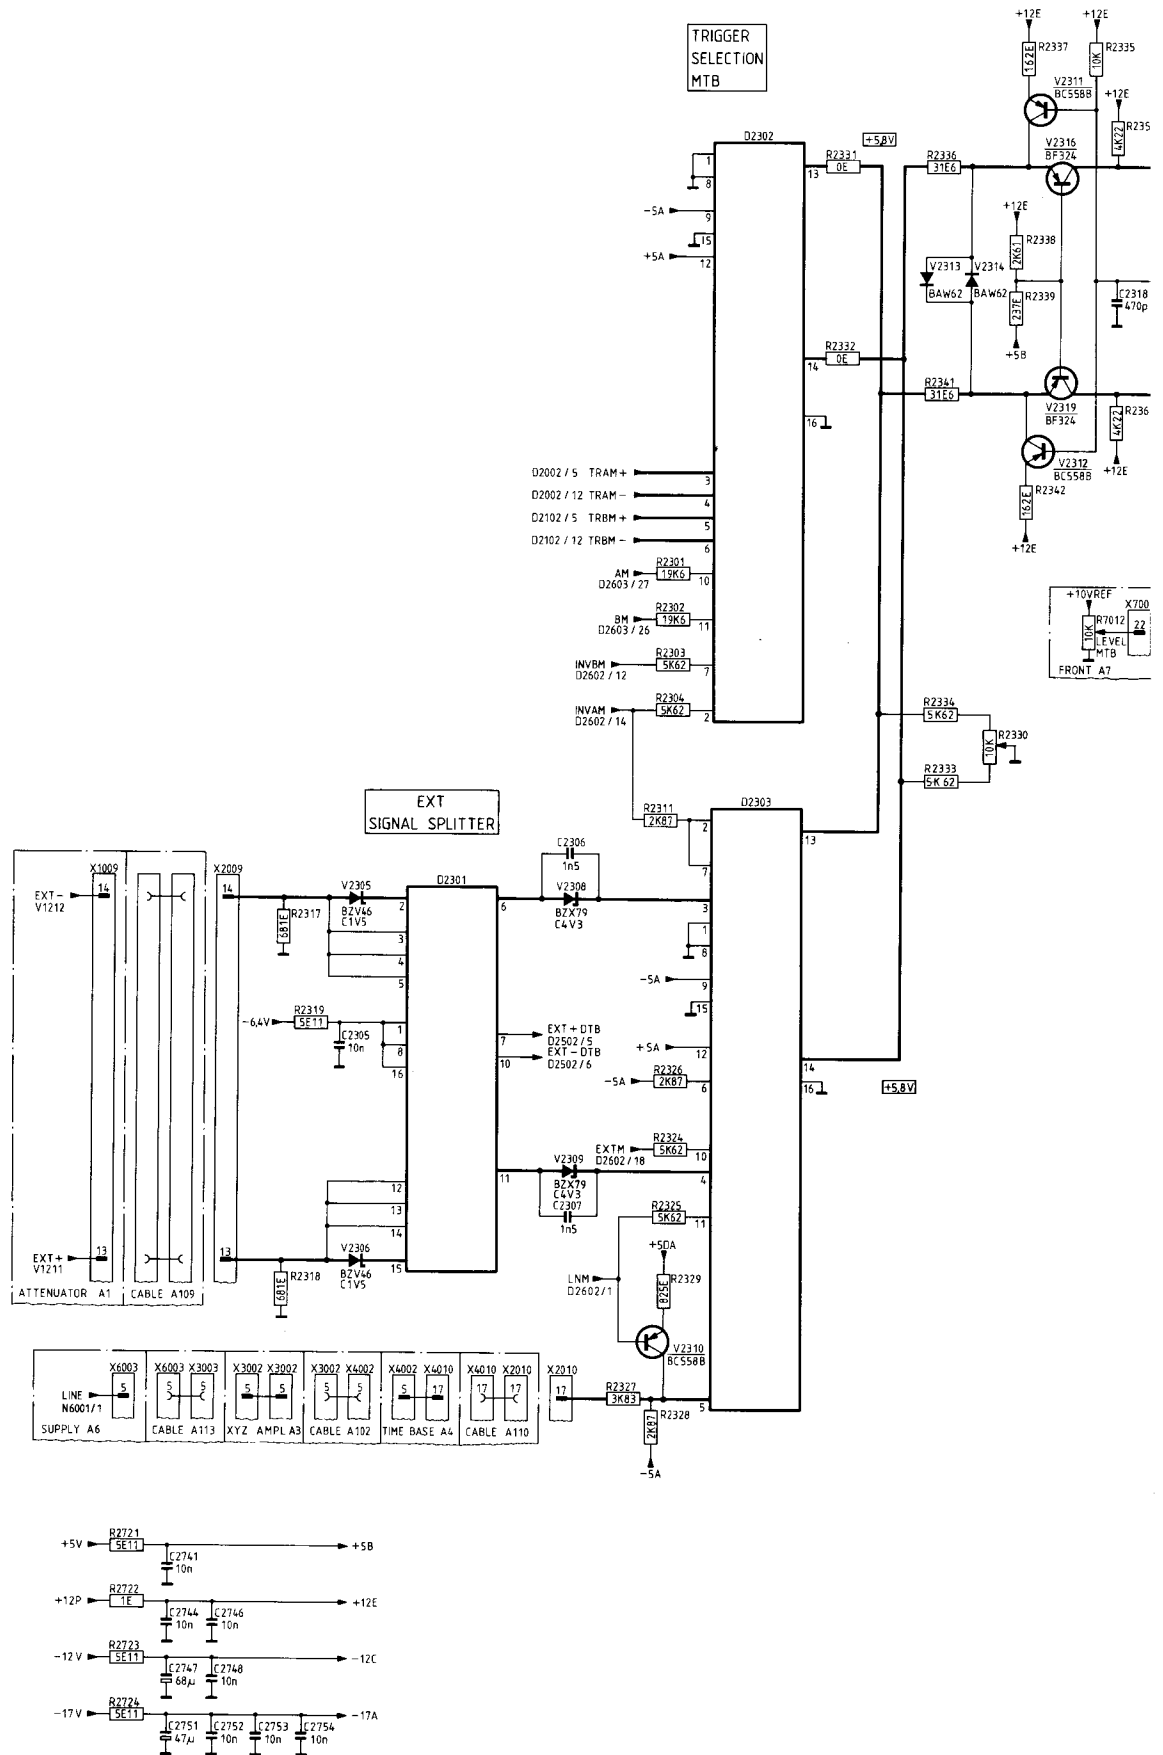 TRIGGER
SELECTION
MTB
+12E
+12E
R2337
162E
R2335
10K
V2311
BC558B
+12E
R235
4K22
D2302
+5,8V
V2316
BF324
1
8
-5A
9
15
+5A
12
13
R2331
0E
R2336
31E6
+12E
R2338
2K61
V2313
BAW62
V2314
BAW62
R2339
237E
+5B
C2318
470p
R2332
0E
14
R2341
31E6
V2319
BF324
R236
4K22
+12E
16
V2312
BC558B
R2342
162E
+12E
D2002 / 5 TRAM+
3
D2002 / 12 TRAM-
4
D2102 / 5 TRBM+
5
D2102 / 12 TRBM-
6
AM
D2603 / 27
R2301
19K6
10
BM
D2603 / 26
R2302
19K6
11
INVBM
D2602 / 12
R2303
5K62
7
INVAM
D2602 / 14
R2304
5K62
2
+10VREF
X700
R7012
10K
22
LEVEL
MTB
FRONT A7
R2334
5K62
R2330
10K
R2333
5K62
EXT
SIGNAL SPLITTER
R2311
2K87
D2303
2
7
13
C2306
1n5
X1009
X2009
EXT-
V1212
14
14
R2317
681E
V2305
BZV46
C1V5
D2301
2
3
4
5
6
V2308
BZX79
C4V3
3
1
8
-5A
9
15
-6,4V
R2319
5E11
C2305
10n
1
8
16
7
EXT+DTB
D2502 / 5
10
EXT-DTB
D2502 / 6
+5A
12
14
-5A
R2326
2K87
6
16
+5,8V
EXTM
D2602 / 18
R2324
5K62
10
11
V2309
BZX79
C4V3
C2307
1n5
4
12
13
14
R2325
5K62
11
EXT+
V1211
13
13
R2318
681E
V2306
BZV46
C1V5
15
+5DA
R2329
825E
LNM
D2602/1
ATTENUATOR A1
CABLE A109
V2310
BC558B
X6003
X6003 X3003
X3002 X3002
X3002 X4002
X4002 X4010
X4010 X2010
X2010
LINE
N6001/1
5
5 5
5 5
5 5
5 17
17 17
17
R2327
3K83
R2328
2K87
5
-5A
SUPPLY A6
CABLE A113
XYZ AMPL A3
CABLE A102
TIME BASE A4
CABLE A110
+5V
R2721
5E11
C2741
10n
+5B
+12P
R2722
1E
C2744
10n
C2746
10n
+12E
-12V
R2723
5E11
C2747
68µ
C2748
10n
-12C
-17V
R2724
5E11
C2751
47µ
C2752
10n
C2753
10n
C2754
10n
-17A